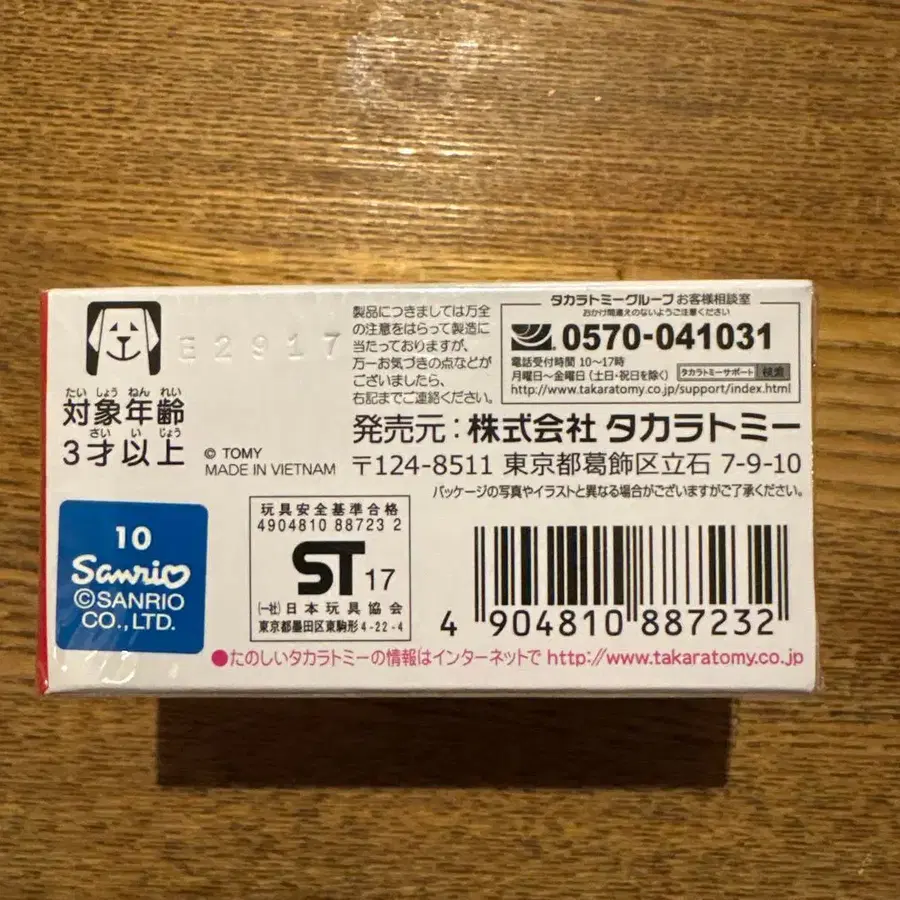 E2917
たい しょう ねん れい
対象年齢
さい い じょう
3才以上
© TOMY
MADE IN VIETNAM
製品につきましては万全
の注意をはらって製造に
当たっておりますが、
万一お気づきの点などが
ございましたら、
右記までご連絡ください。
タカラトミーグループ お客様相談室
おかけ間違えのないようご注意ください
0570-041031
電話受付時間 10〜17時
月曜日〜金曜日(土日・祝日を除く) タカラトミーサポート 検索
http://www.takaratomy.co.jp/support/index.html
発売元:株式会社 タカラトミー
〒124-8511 東京都葛飾区立石 7-9-10
パッケージの写真やイラストと異なる場合がございますがご了承ください。
10
Sanrio
©SANRIO
CO., LTD.
玩具安全基準合格
4904810 88723 2
ST 17
(一社)日本玩具協会
東京都墨田区東駒形4-22-4
4 904810 887232
●たのしいタカラトミーの情報はインターネットで http://www.takaratomy.co.jp